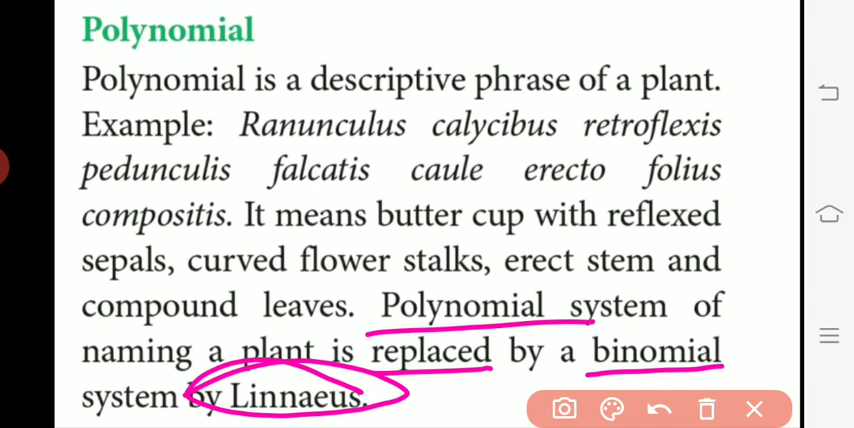 Polynomial
Polynomial is a descriptive phrase of a plant.
Example: Ranunculus calycibus retroflexis
pedunculis falcatis caule erecto folius
compositis. It means butter cup with reflexed
sepals, curved flower stalks, erect stem and
compound leaves. Polynomial system of
naming a plant is replaced by a binomial
system by Linnaeus.